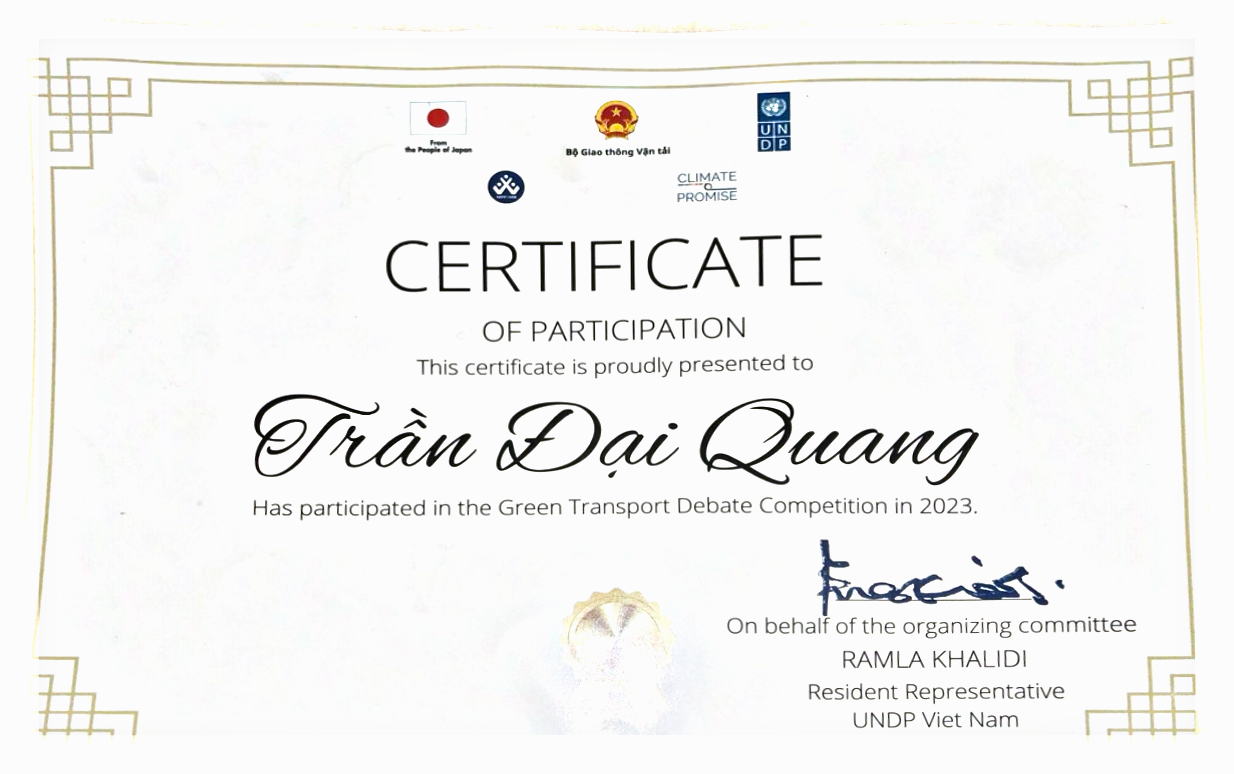 From
the People of Japan
Bộ Giao thông Vận tải
UN
DP
CLIMATE
PROMISE
CERTIFICATE
OF PARTICIPATION
This certificate is proudly presented to
Trần Đại Quang
Has participated in the Green Transport Debate Competition in 2023.
On behalf of the organizing committee
RAMLA KHALIDI
Resident Representative
UNDP Viet Nam